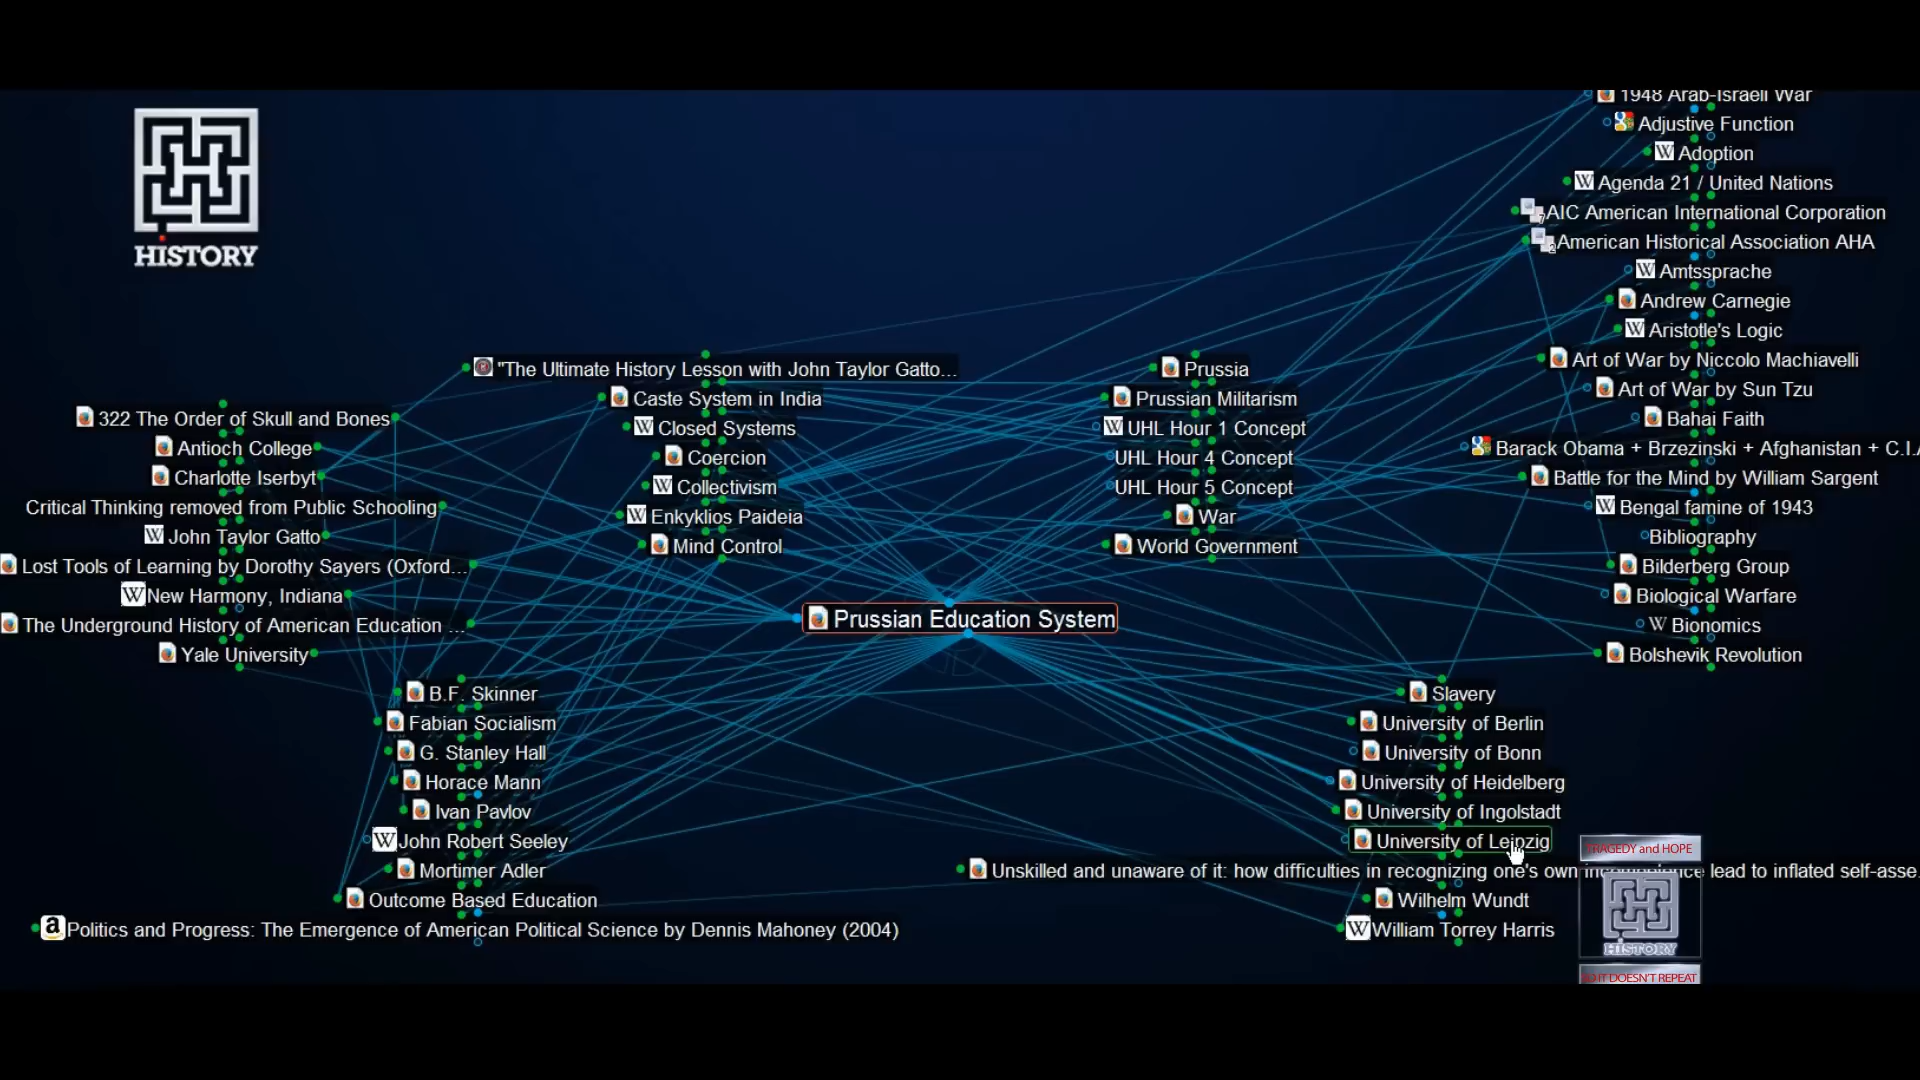 HiSTORY
"The Ultimate History Lesson with John Taylor Gatto...
Caste System in India
Closed Systems
Coercion
Collectivism
Enkyklios Paideia
Mind Control
Prussia
Prussian Militarism
UHL Hour 1 Concept
UHL Hour 4 Concept
UHL Hour 5 Concept
War
World Government
1948 Arab-Israeli War
Adjustive Function
Adoption
Agenda 21 / United Nations
AIC American International Corporation
American Historical Association AHA
Amtssprache
Andrew Carnegie
Aristotle's Logic
Art of War by Niccolo Machiavelli
Art of War by Sun Tzu
Bahai Faith
Barack Obama + Brzezinski + Afghanistan + C.I.A
Battle for the Mind by William Sargent
Bengal famine of 1943
Bibliography
Bilderberg Group
Biological Warfare
Bionomics
Bolshevik Revolution
322 The Order of Skull and Bones
Antioch College
Charlotte Iserbyt
Critical Thinking removed from Public Schooling
John Taylor Gatto
Lost Tools of Learning by Dorothy Sayers (Oxford...
New Harmony, Indiana
The Underground History of American Education ...
Yale University
Prussian Education System
B.F. Skinner
Fabian Socialism
G. Stanley Hall
Horace Mann
Ivan Pavlov
John Robert Seeley
Mortimer Adler
Outcome Based Education
Politics and Progress: The Emergence of American Political Science by Dennis Mahoney (2004)
Slavery
University of Berlin
University of Bonn
University of Heidelberg
University of Ingolstadt
University of Leipzig
Unskilled and unaware of it: how difficulties in recognizing one's own incompetence lead to inflated self-asse
Wilhelm Wundt
William Torrey Harris
TRAGEDY and HOPE
HiSTORY
SO IT DOESN'T REPEAT